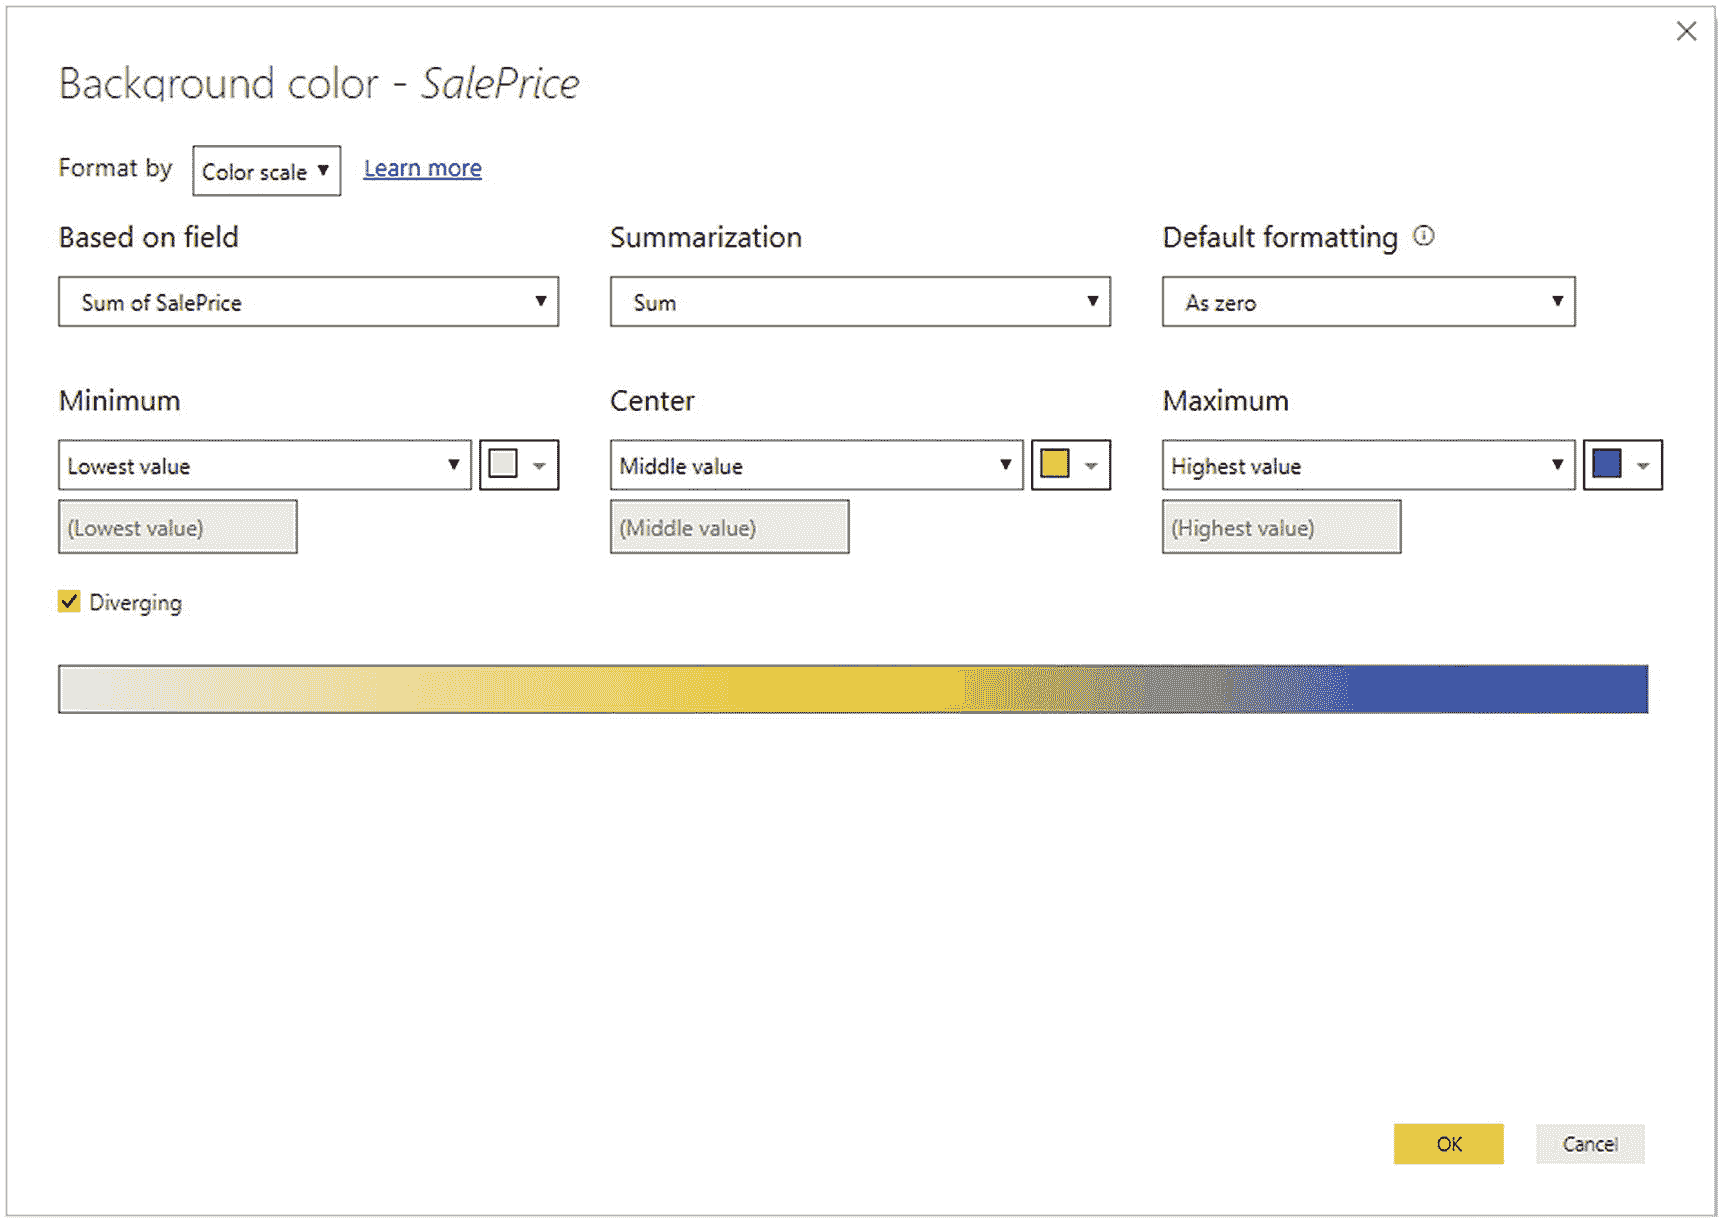 Background color - SalePrice
Format by Color scale Learn more
Based on field Summarization Default formatting
Sum of SalePrice Sum As zero
Minimum Center Maximum
Lowest value Middle value Highest value
(Lowest value) (Middle value) (Highest value)
Diverging
OK Cancel